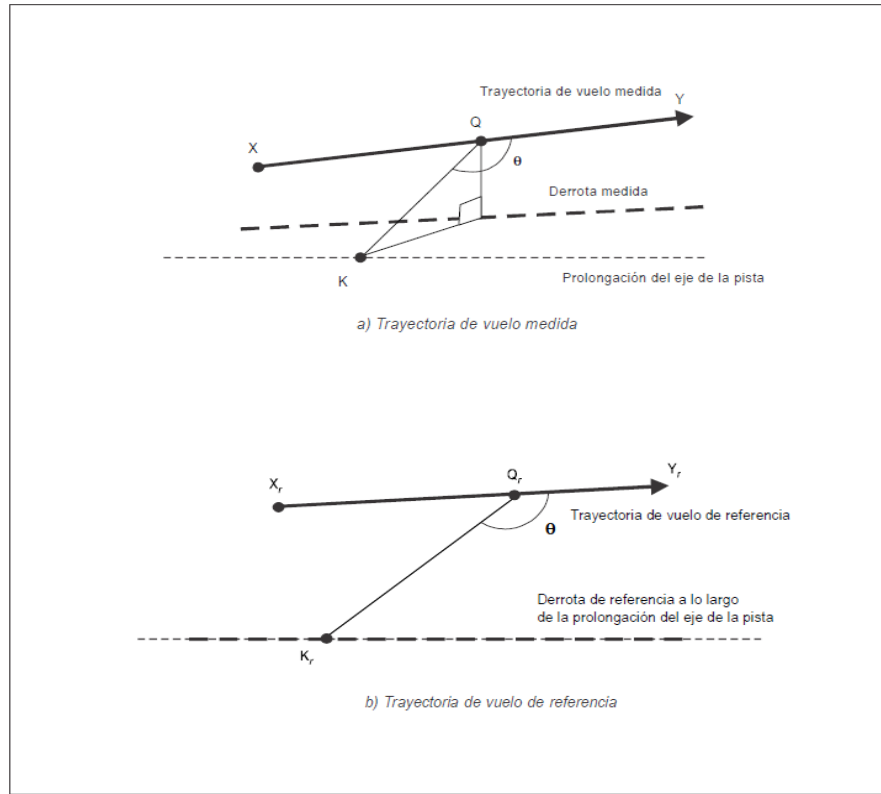 Trayectoria de vuelo medida
Y
Q
X
θ
Derrota medida
K
Prolongación del eje de la pista
a) Trayectoria de vuelo medida
Xr
Qr
Yr
Trayectoria de vuelo de referencia
θ
Derrota de referencia a lo largo
de la prolongación del eje de la pista
Kr
b) Trayectoria de vuelo de referencia